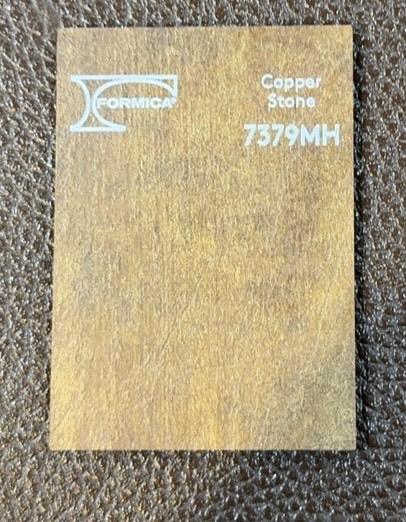 FORMICA®
Copper
Stone
7379MH